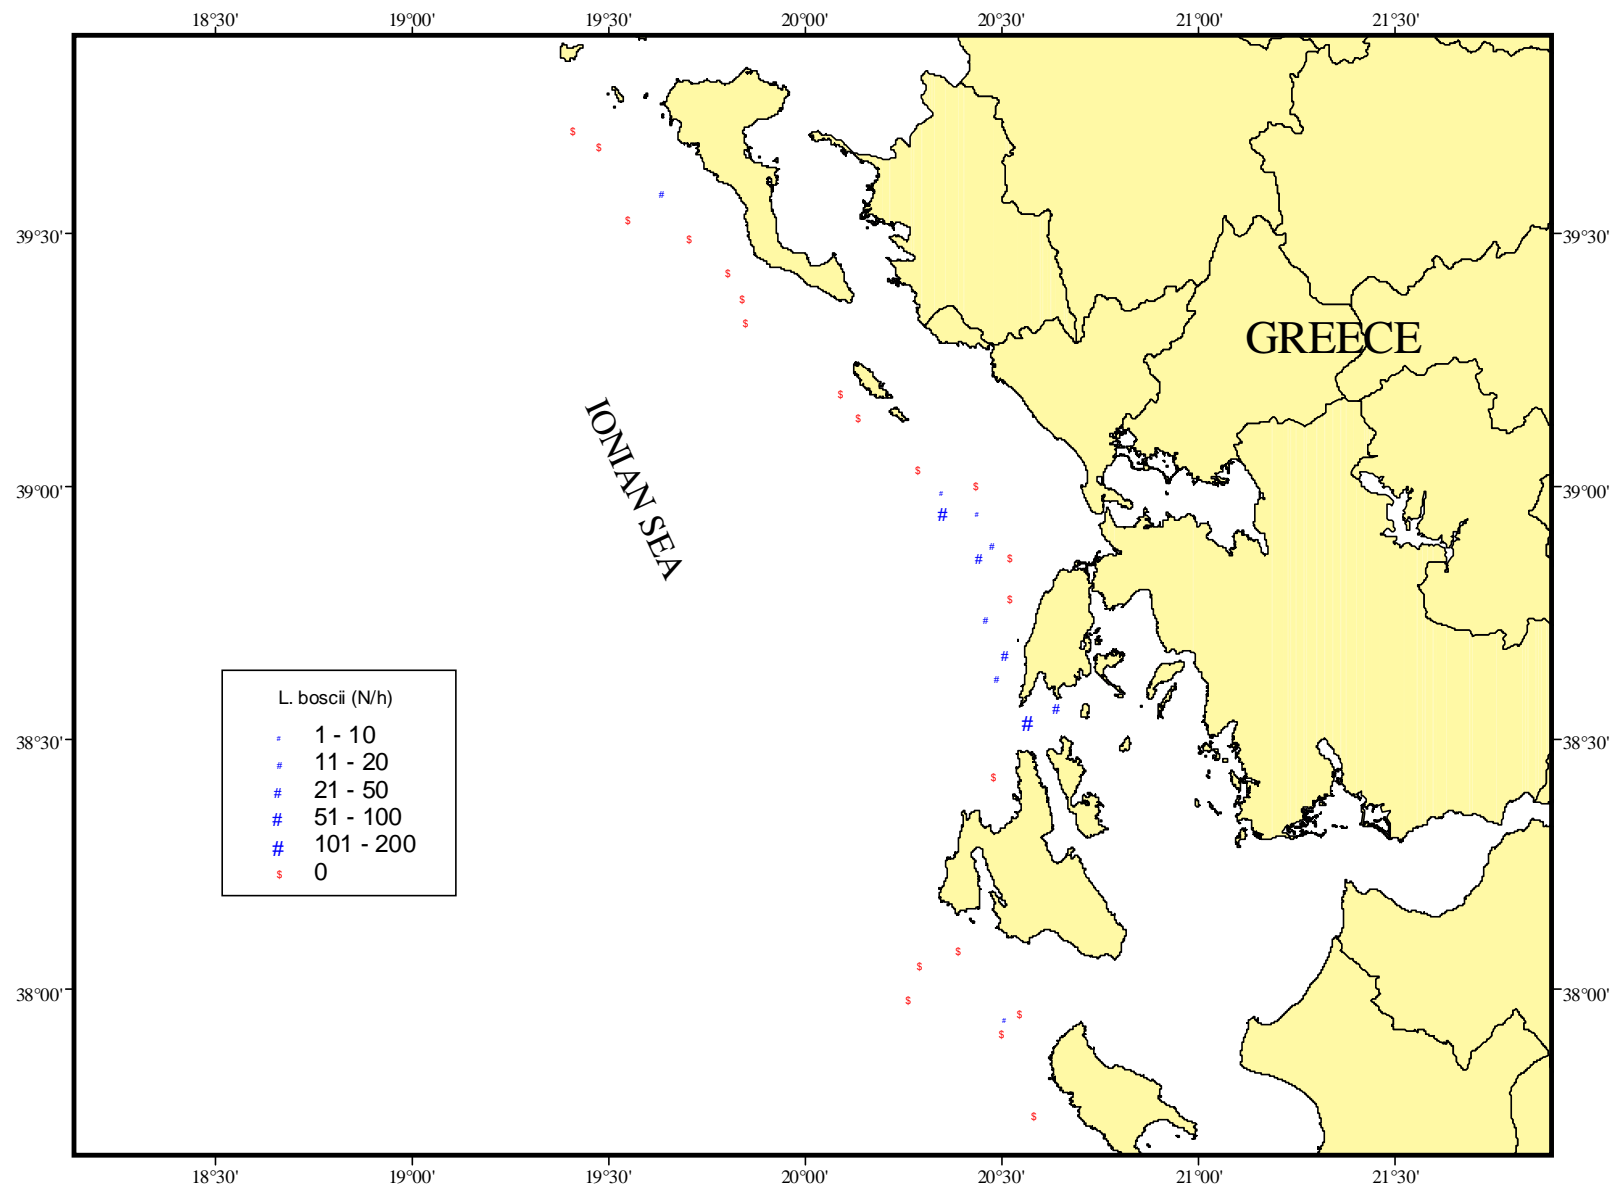 18°30' 19°00' 19°30' 20°00' 20°30' 21°00' 21°30'
39°30' 39°30'
GREECE
IONIAN SEA
39°00' 39°00'
L. boscii (N/h)
# 1 - 10
# 11 - 20
# 21 - 50
# 51 - 100
# 101 - 200
$ 0
38°30' 38°30'
38°00' 38°00'
18°30' 19°00' 19°30' 20°00' 20°30' 21°00' 21°30'